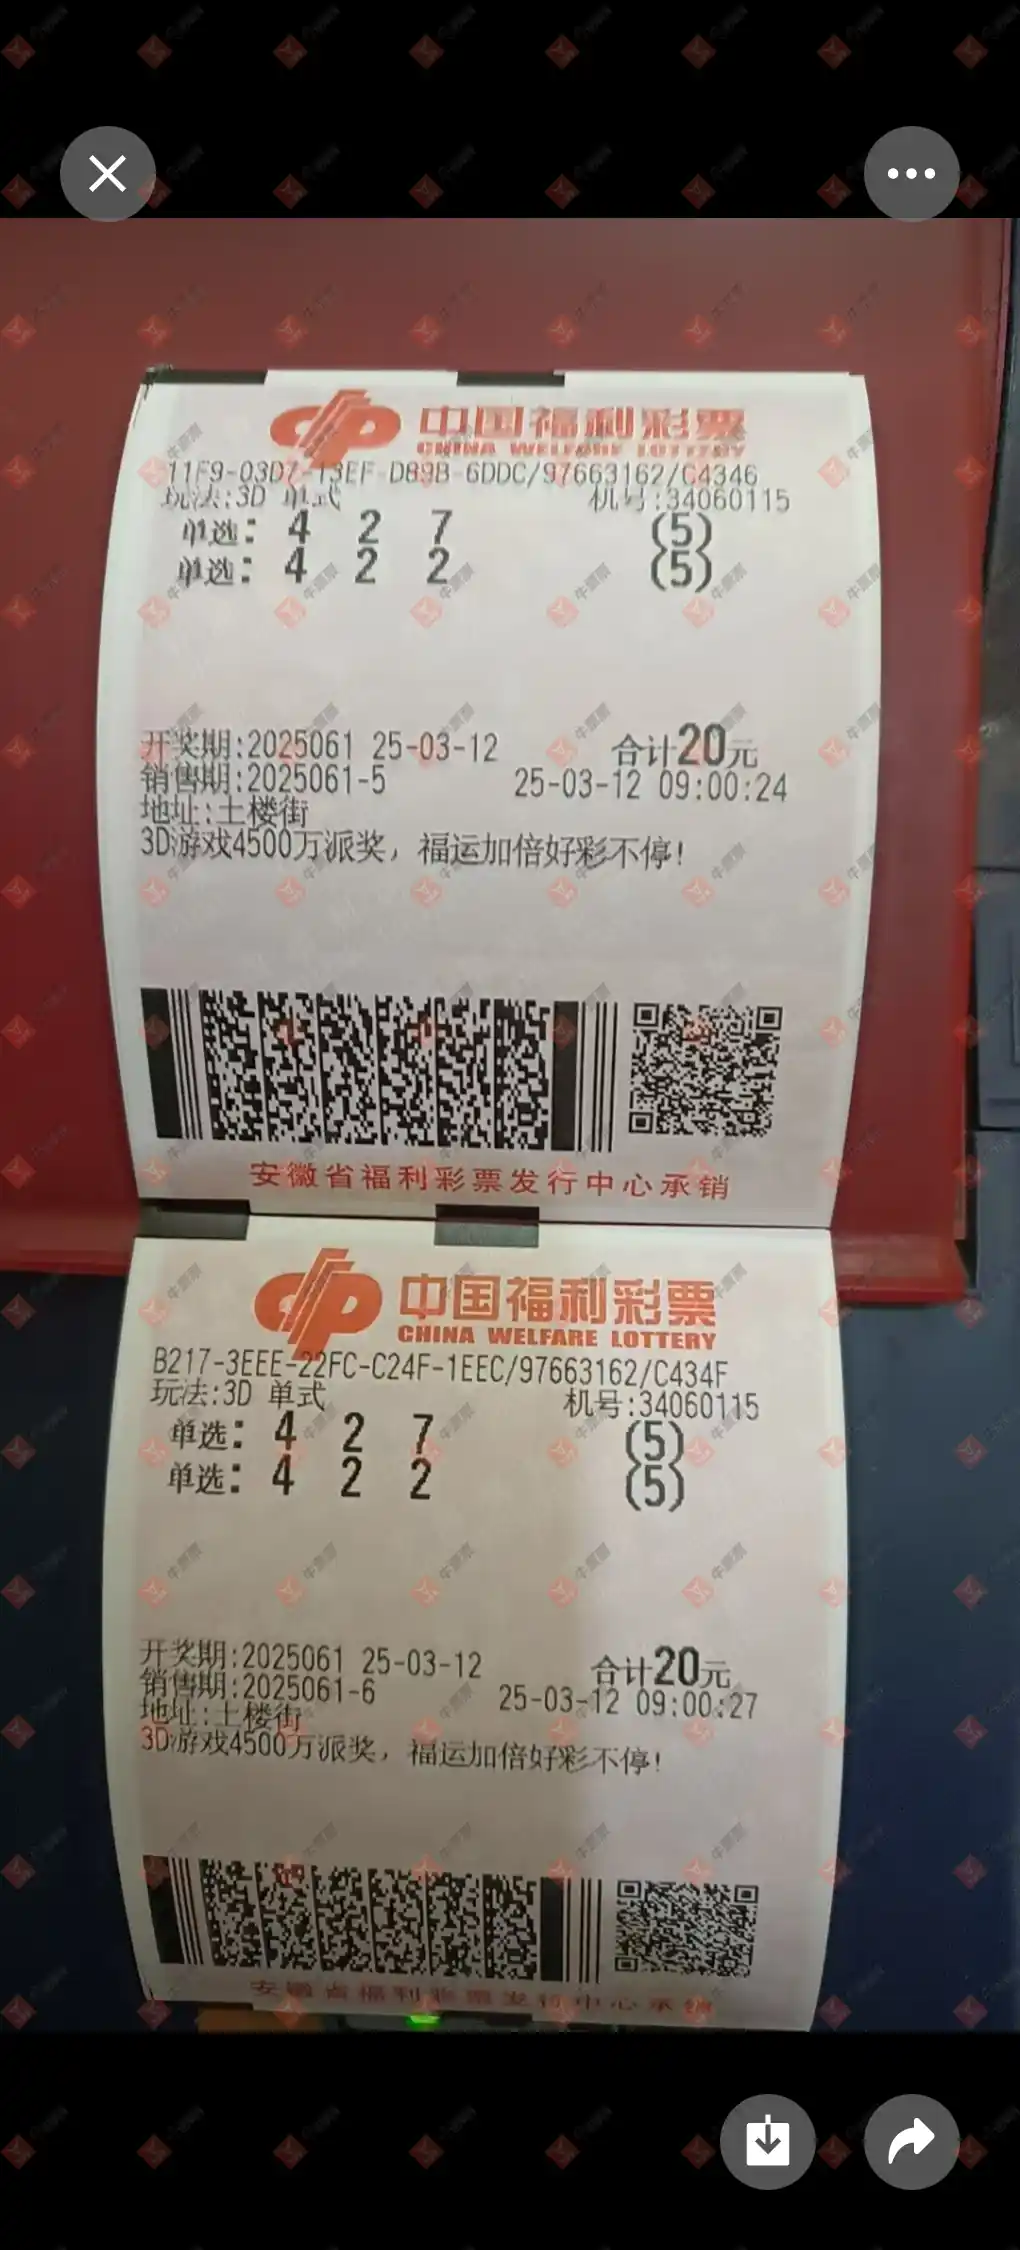 中国福利彩票
CHINA WELFARE LOTTERY
11F9-03D7-13EF-D89B-6DDC/97663162/C4346
玩法:3D 单式 机号:34060115
单选: 4 2 7 (5)
单选: 4 2 2 (5)
开奖期:2025061 25-03-12 合计20元
销售期:2025061-5 25-03-12 09:00:24
地址:土楼街
3D游戏4500万派奖，福运加倍好彩不停!
安徽省福利彩票发行中心承销
中国福利彩票
CHINA WELFARE LOTTERY
B217-3EEE-22FC-C24F-1EEC/97663162/C434F
玩法:3D 单式 机号:34060115
单选: 4 2 7 (5)
单选: 4 2 2 (5)
开奖期:2025061 25-03-12 合计20元
销售期:2025061-6 25-03-12 09:00:27
地址:土楼街
3D游戏4500万派奖，福运加倍好彩不停!
安徽省福利彩票发行中心承销